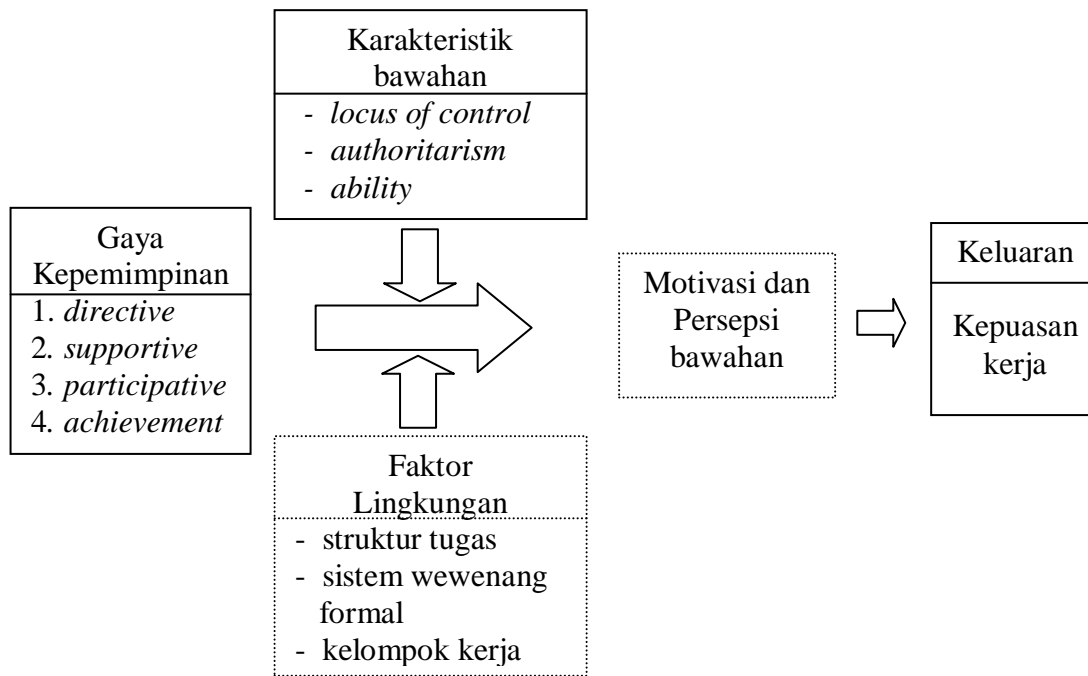 Karakteristik
bawahan
- locus of control
- authoritarism
- ability
Gaya
Kepemimpinan
1. directive
2. supportive
3. participative
4. achievement
Motivasi dan
Persepsi
bawahan
Keluaran
Kepuasan
kerja
Faktor
Lingkungan
- struktur tugas
- sistem wewenang
formal
- kelompok kerja